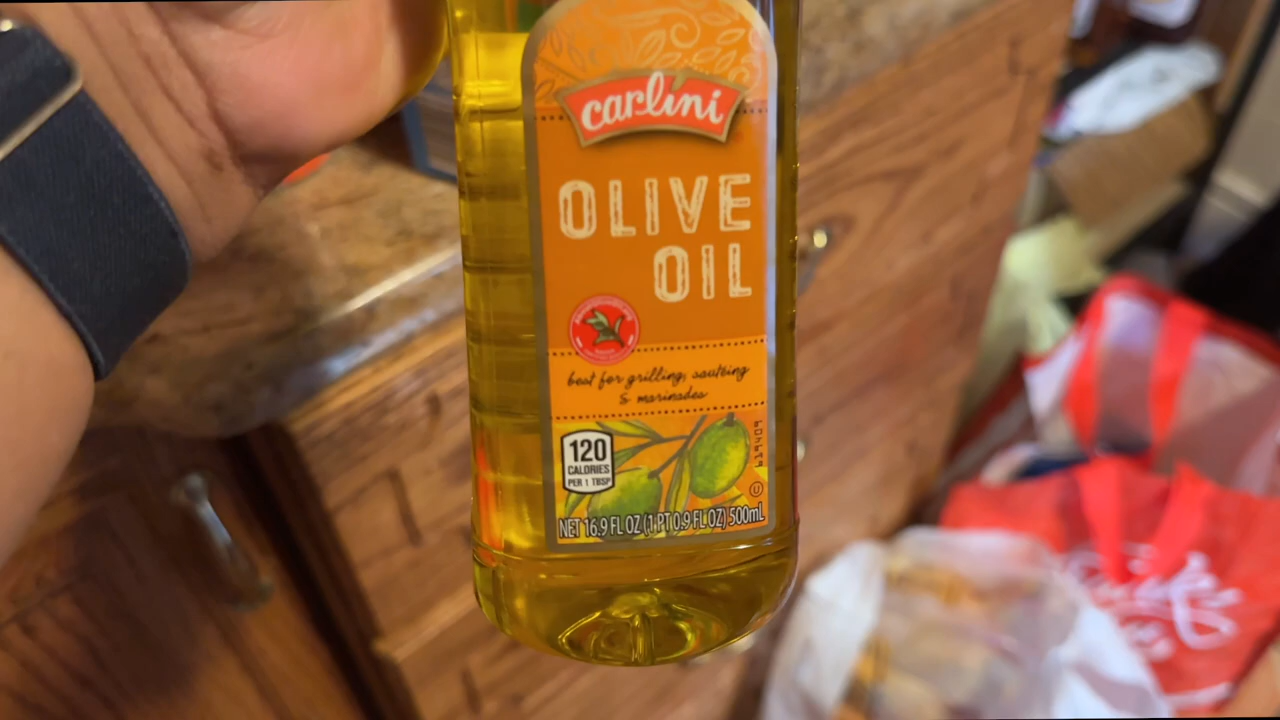 carlini
OLIVE
OIL
best for grilling, sautéing
& marinades
120
CALORIES
PER 1 TBSP
U
NET 16.9 FL OZ (1 PT 0.9 FL OZ) 500mL